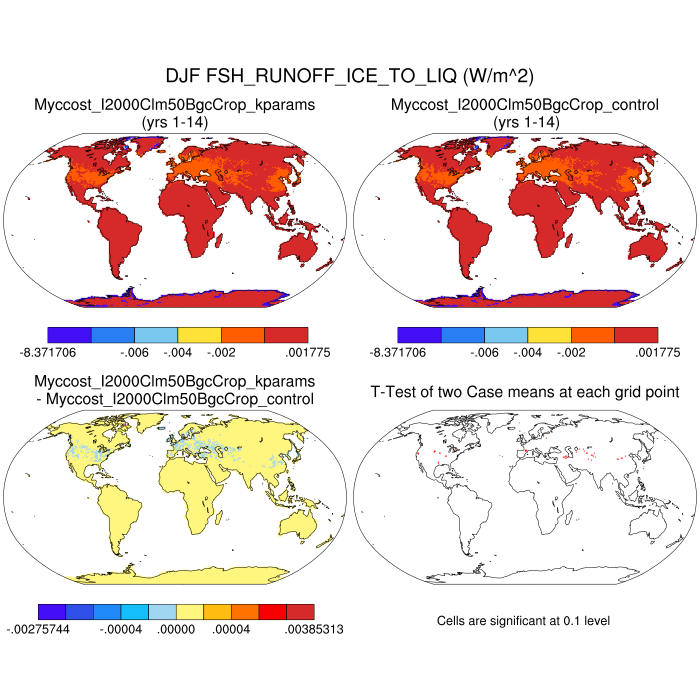 DJF FSH_RUNOFF_ICE_TO_LIQ (W/m^2)
Myccost_I2000Clm50BgcCrop_kparams
(yrs 1-14)
Myccost_I2000Clm50BgcCrop_control
(yrs 1-14)
-8.371706 -.006 -.004 -.002 .001775
-8.371706 -.006 -.004 -.002 .001775
Myccost_I2000Clm50BgcCrop_kparams
- Myccost_I2000Clm50BgcCrop_control
T-Test of two Case means at each grid point
-.00275744 -.00004 .00000 .00004 .00385313
Cells are significant at 0.1 level